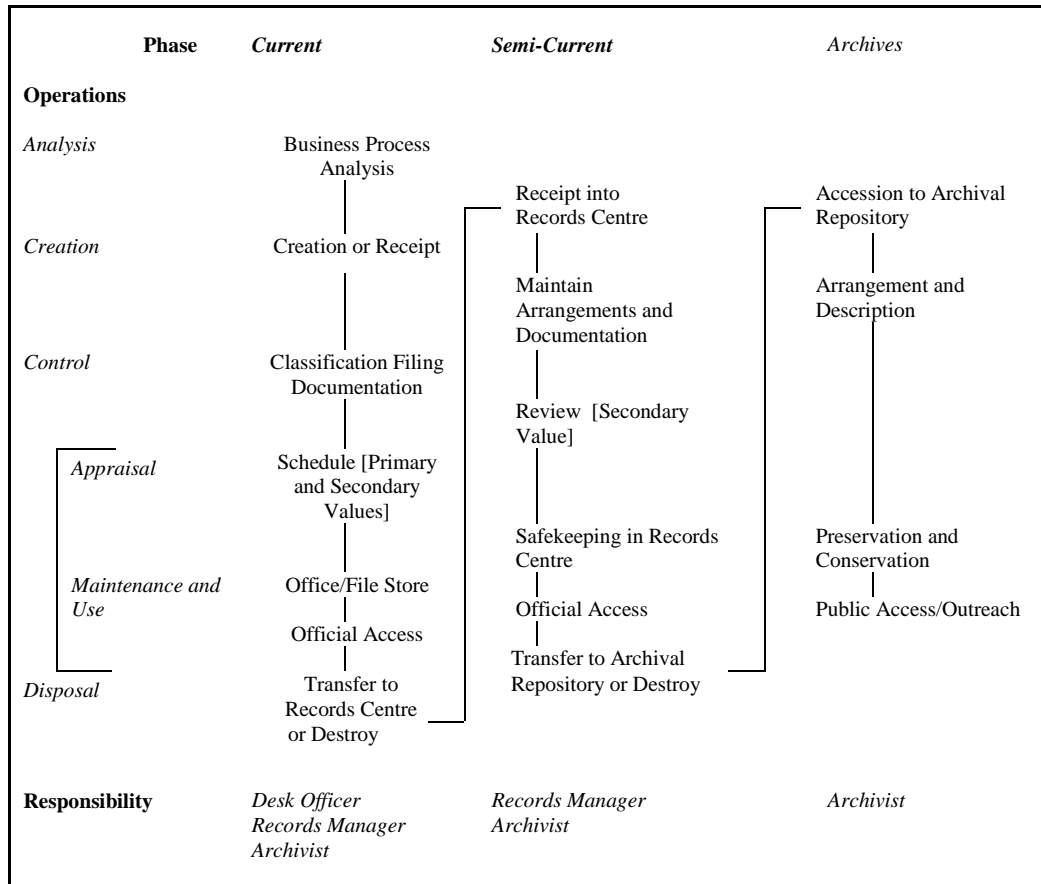 Phase Current Semi-Current Archives
Operations
Analysis
Business Process
Analysis
Creation
Creation or Receipt
Control
Classification Filing
Documentation
Appraisal
Schedule [Primary
and Secondary
Values]
Maintenance and
Use
Office/File Store
Official Access
Disposal
Transfer to
Records Centre
or Destroy
Receipt into
Records Centre
Maintain
Arrangements and
Documentation
Review [Secondary
Value]
Safekeeping in Records
Centre
Official Access
Transfer to Archival
Repository or Destroy
Accession to Archival
Repository
Arrangement and
Description
Preservation and
Conservation
Public Access/Outreach
Responsibility
Desk Officer
Records Manager
Archivist
Records Manager
Archivist
Archivist